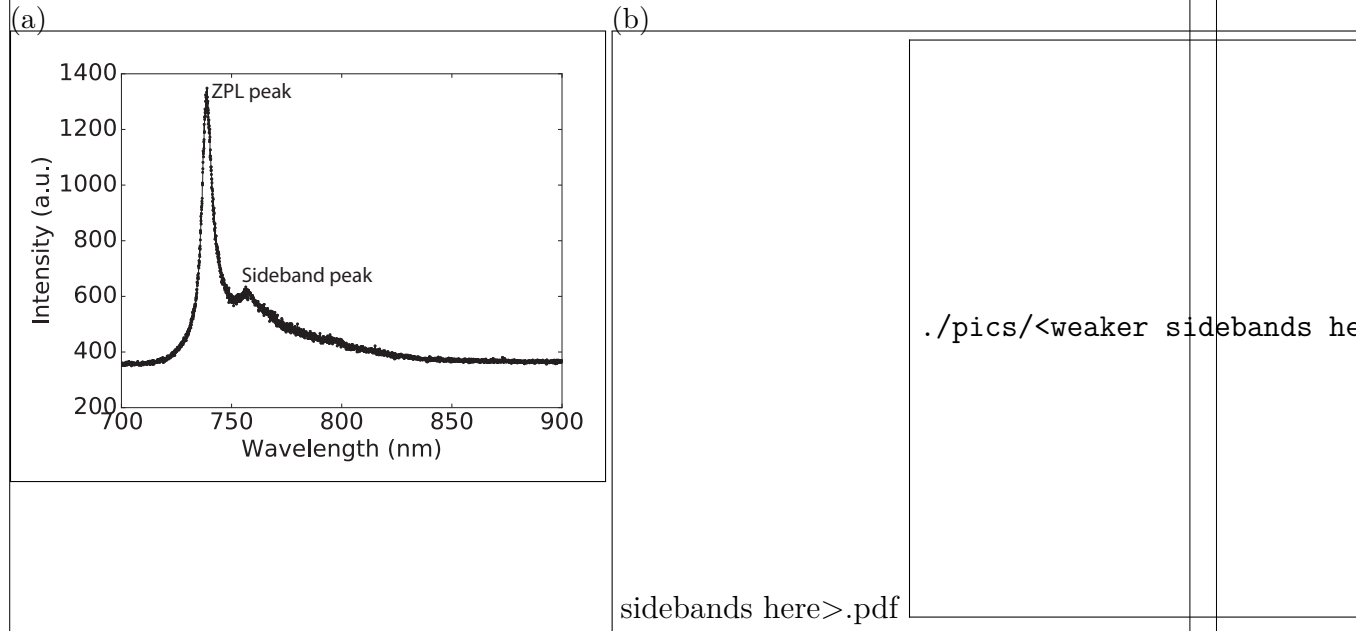 (a)
(b)
1400
ZPL peak
1200
1000
800
Sideband peak
600
400
200
700 750 800 850 900
Wavelength (nm)
Intensity (a.u.)
./pics/<weaker sidebands he
sidebands here>.pdf